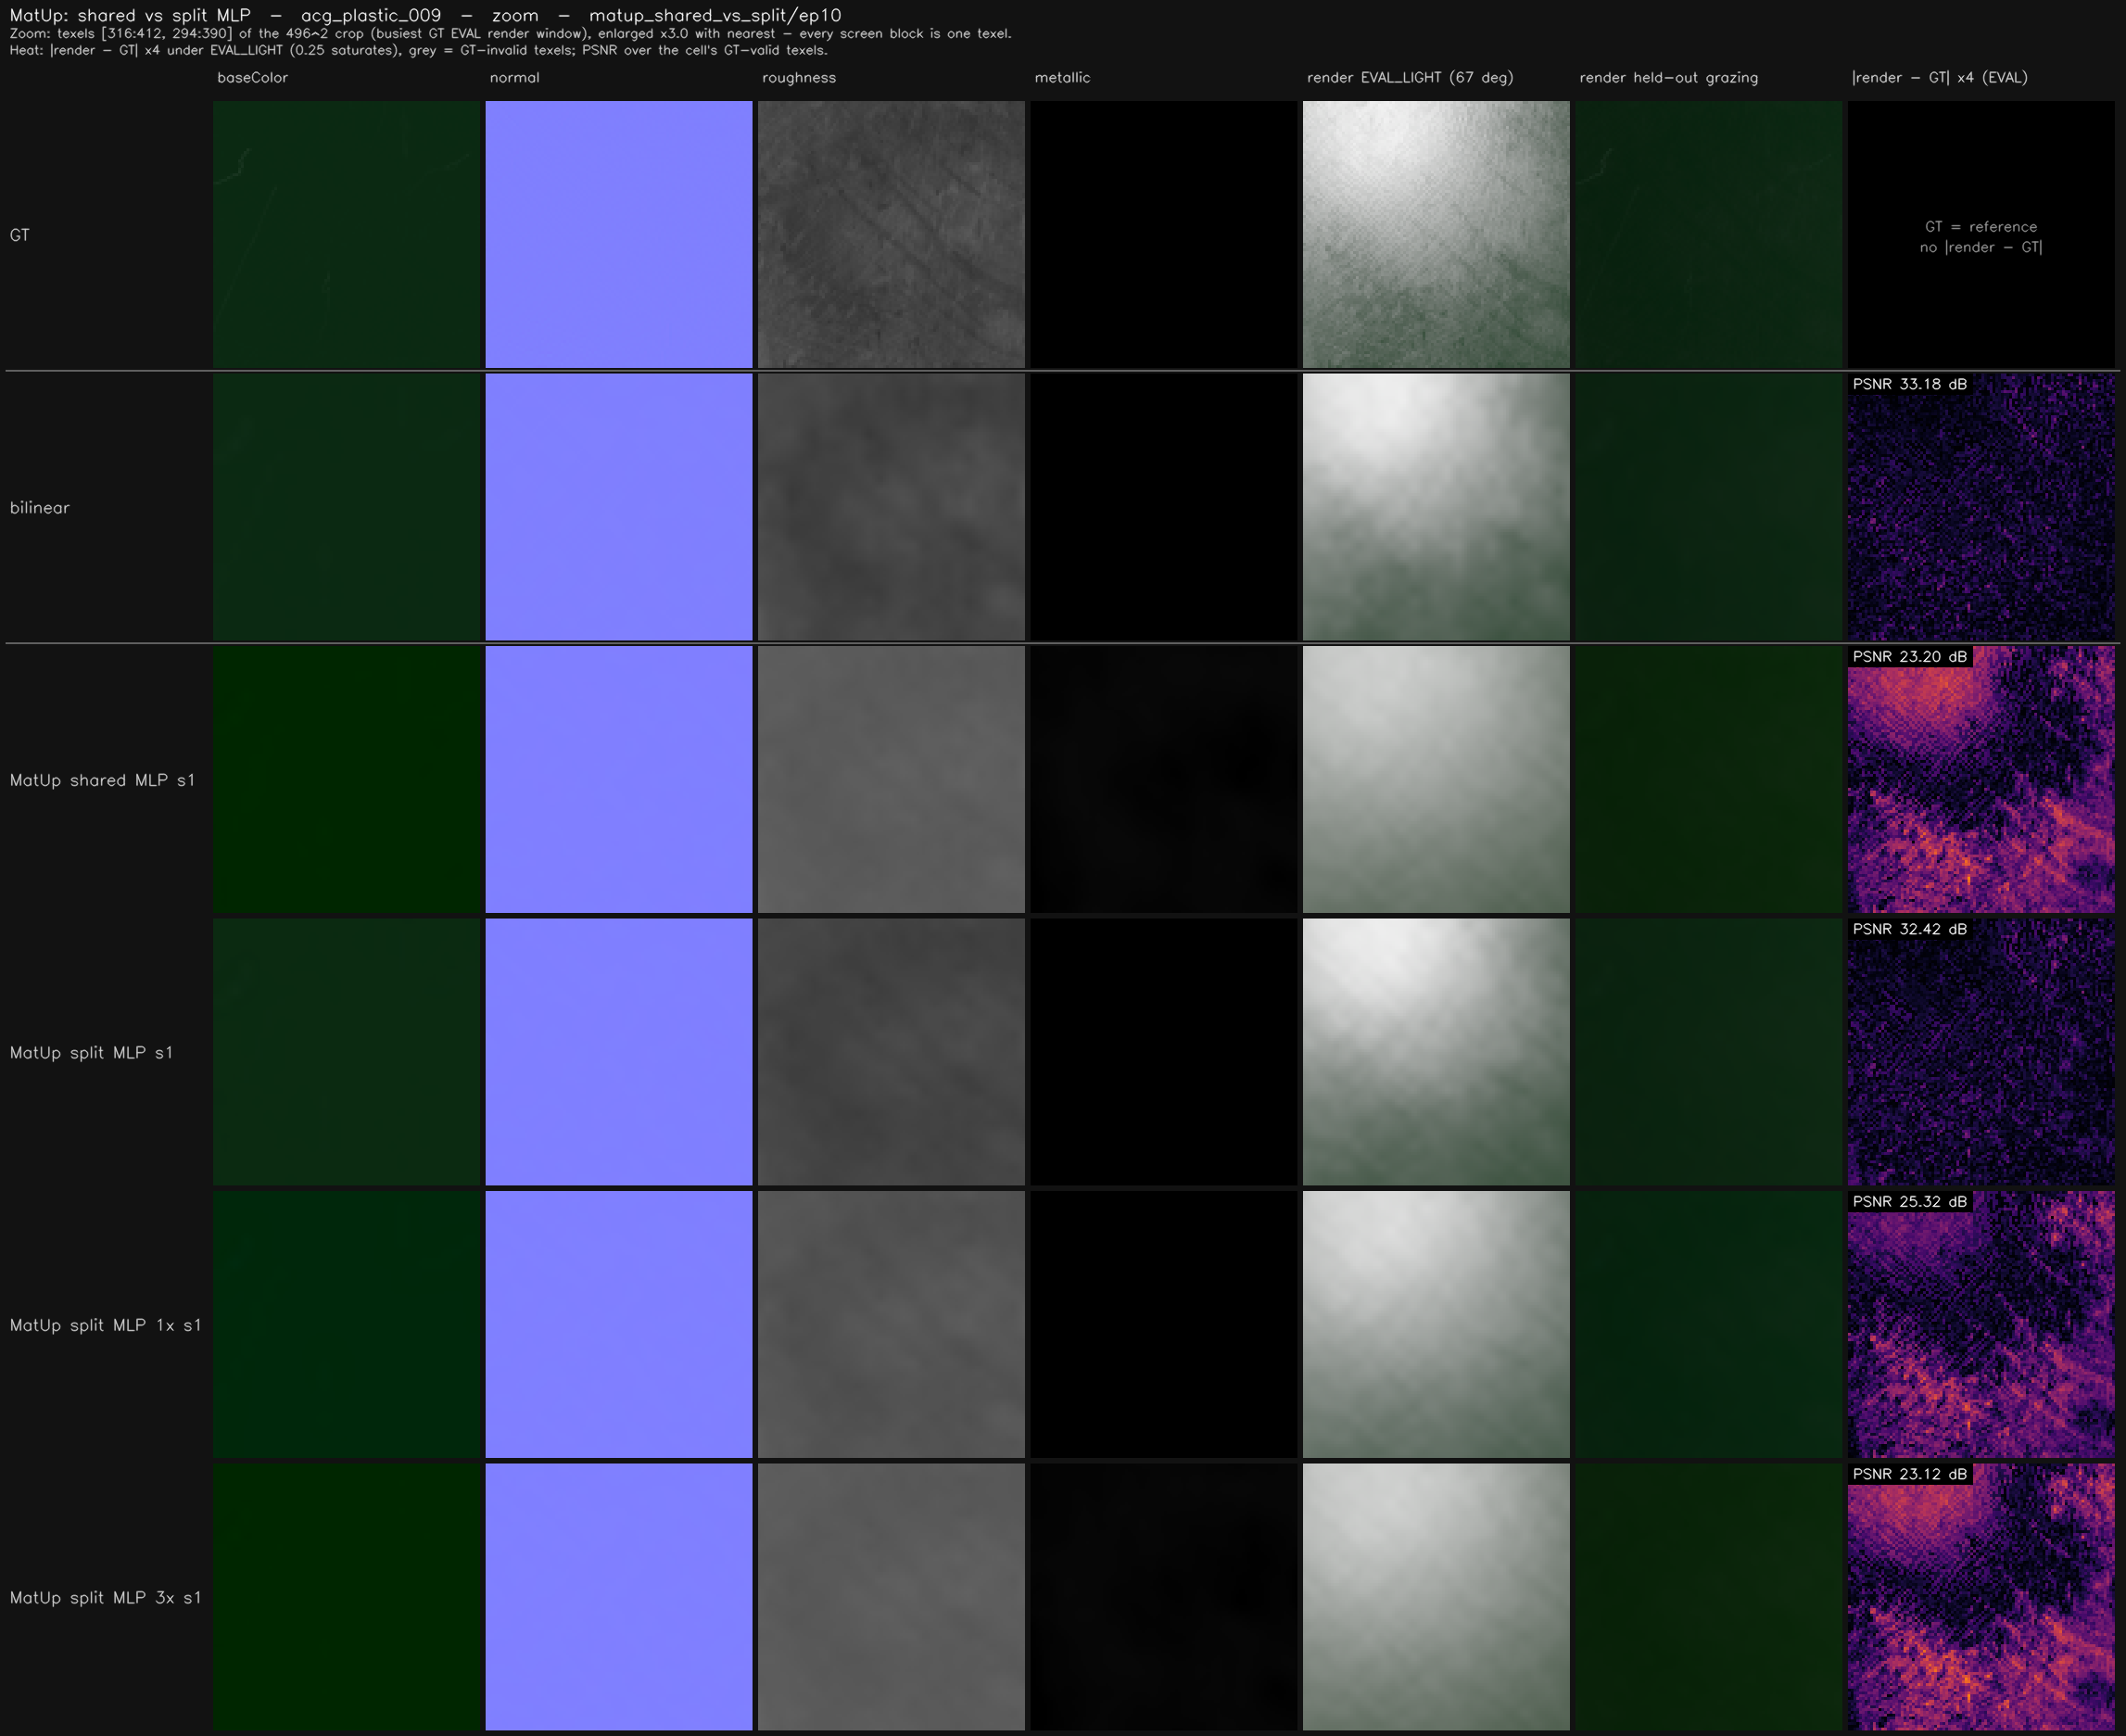 MatUp: shared vs split MLP — acg_plastic_009 — zoom — matup_shared_vs_split/ep10
Zoom: texels [316:412, 294:390] of the 496^2 crop (busiest GT EVAL render window), enlarged x3.0 with nearest — every screen block is one texel.
Heat: |render — GT| x4 under EVAL_LIGHT (0.25 saturates), grey = GT-invalid texels; PSNR over the cell's GT-valid texels.
baseColor normal roughness metallic render EVAL_LIGHT (67 deg) render held-out grazing |render — GT| x4 (EVAL)
GT
GT = reference
no |render — GT|
bilinear
PSNR 33.18 dB
MatUp shared MLP s1
PSNR 23.20 dB
MatUp split MLP s1
PSNR 32.42 dB
MatUp split MLP 1x s1
PSNR 25.32 dB
MatUp split MLP 3x s1
PSNR 23.12 dB